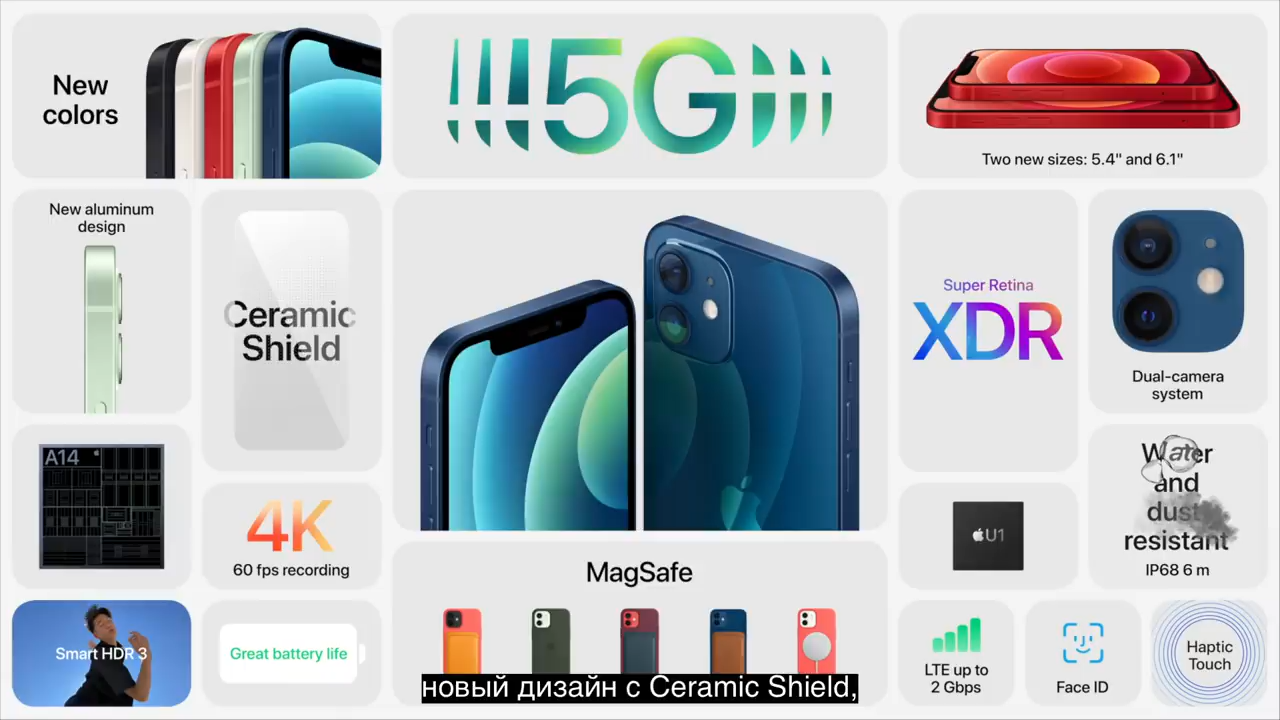 New
colors
5G
Two new sizes: 5.4" and 6.1"
New aluminum
design
Ceramic
Shield
Super Retina
XDR
Dual-camera
system
A14
4K
60 fps recording
U1
Water
and
dust
resistant
IP68 6 m
MagSafe
Smart HDR 3
Great battery life
LTE up to
2 Gbps
Face ID
Haptic
Touch
новый дизайн с Ceramic Shield,